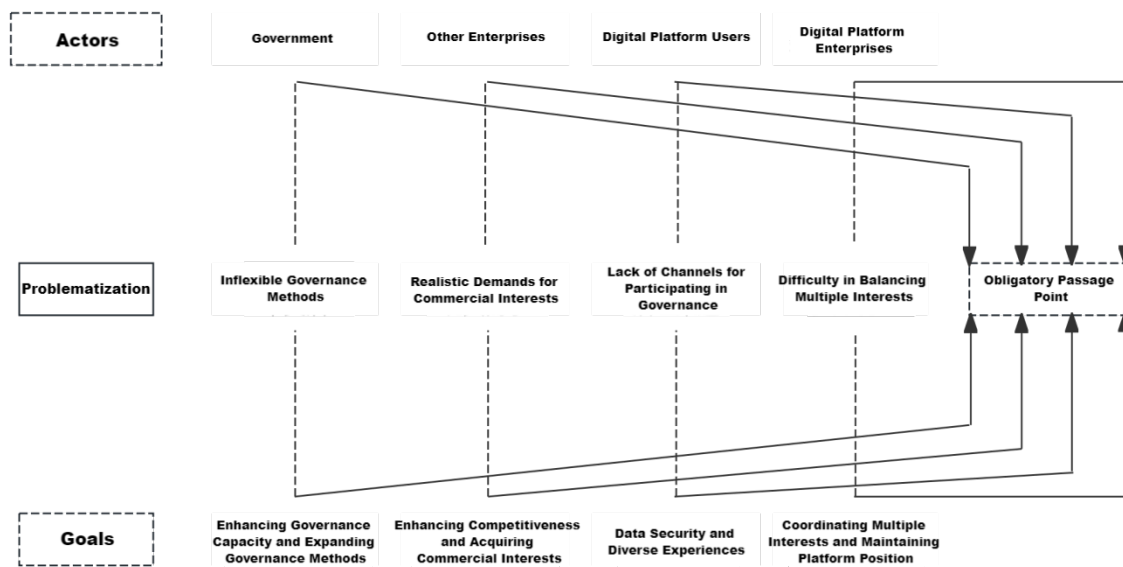 Actors
Government
Other Enterprises
Digital Platform Users
Digital Platform
Enterprises
Problematization
Inflexible Governance
Methods
Realistic Demands for
Commercial Interests
Lack of Channels for
Participating in
Governance
Difficulty in Balancing
Multiple Interests
Obligatory Passage
Point
Goals
Enhancing Governance
Capacity and Expanding
Governance Methods
Enhancing Competitiveness
and Acquiring
Commercial Interests
Data Security and
Diverse Experiences
Coordinating Multiple
Interests and Maintaining
Platform Position